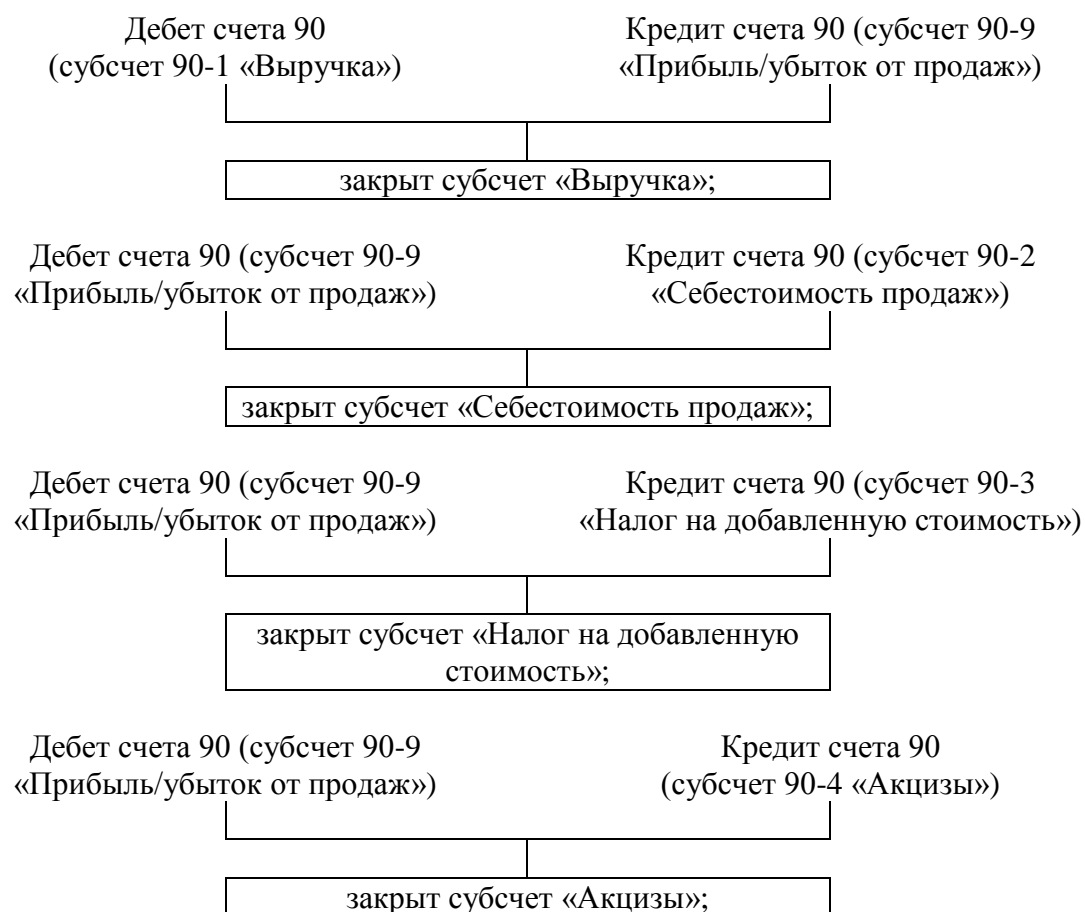 Дебет счета 90
(субсчет 90-1 «Выручка»)
Кредит счета 90 (субсчет 90-9
«Прибыль/убыток от продаж»)
закрыт субсчет «Выручка»;
Дебет счета 90 (субсчет 90-9
«Прибыль/убыток от продаж»)
Кредит счета 90 (субсчет 90-2
«Себестоимость продаж»)
закрыт субсчет «Себестоимость продаж»;
Дебет счета 90 (субсчет 90-9
«Прибыль/убыток от продаж»)
Кредит счета 90 (субсчет 90-3
«Налог на добавленную стоимость»)
закрыт субсчет «Налог на добавленную
стоимость»;
Дебет счета 90 (субсчет 90-9
«Прибыль/убыток от продаж»)
Кредит счета 90
(субсчет 90-4 «Акцизы»)
закрыт субсчет «Акцизы»;